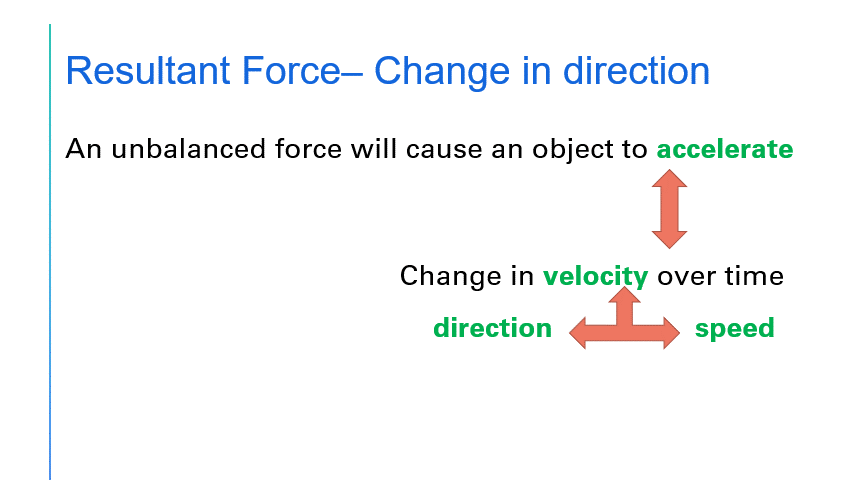 Resultant Force– Change in direction
An unbalanced force will cause an object to accelerate
Change in velocity over time
direction speed